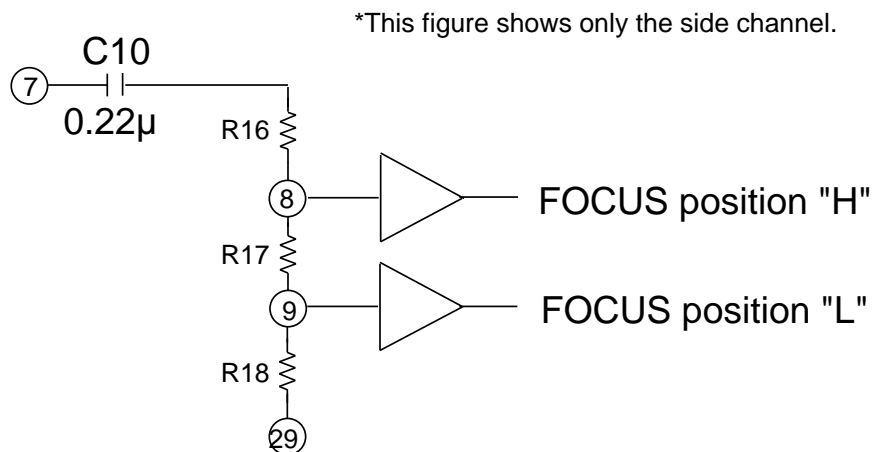 *This figure shows only the side channel.
C10
7
0.22µ
R16
8
FOCUS position "H"
R17
9
FOCUS position "L"
R18
29